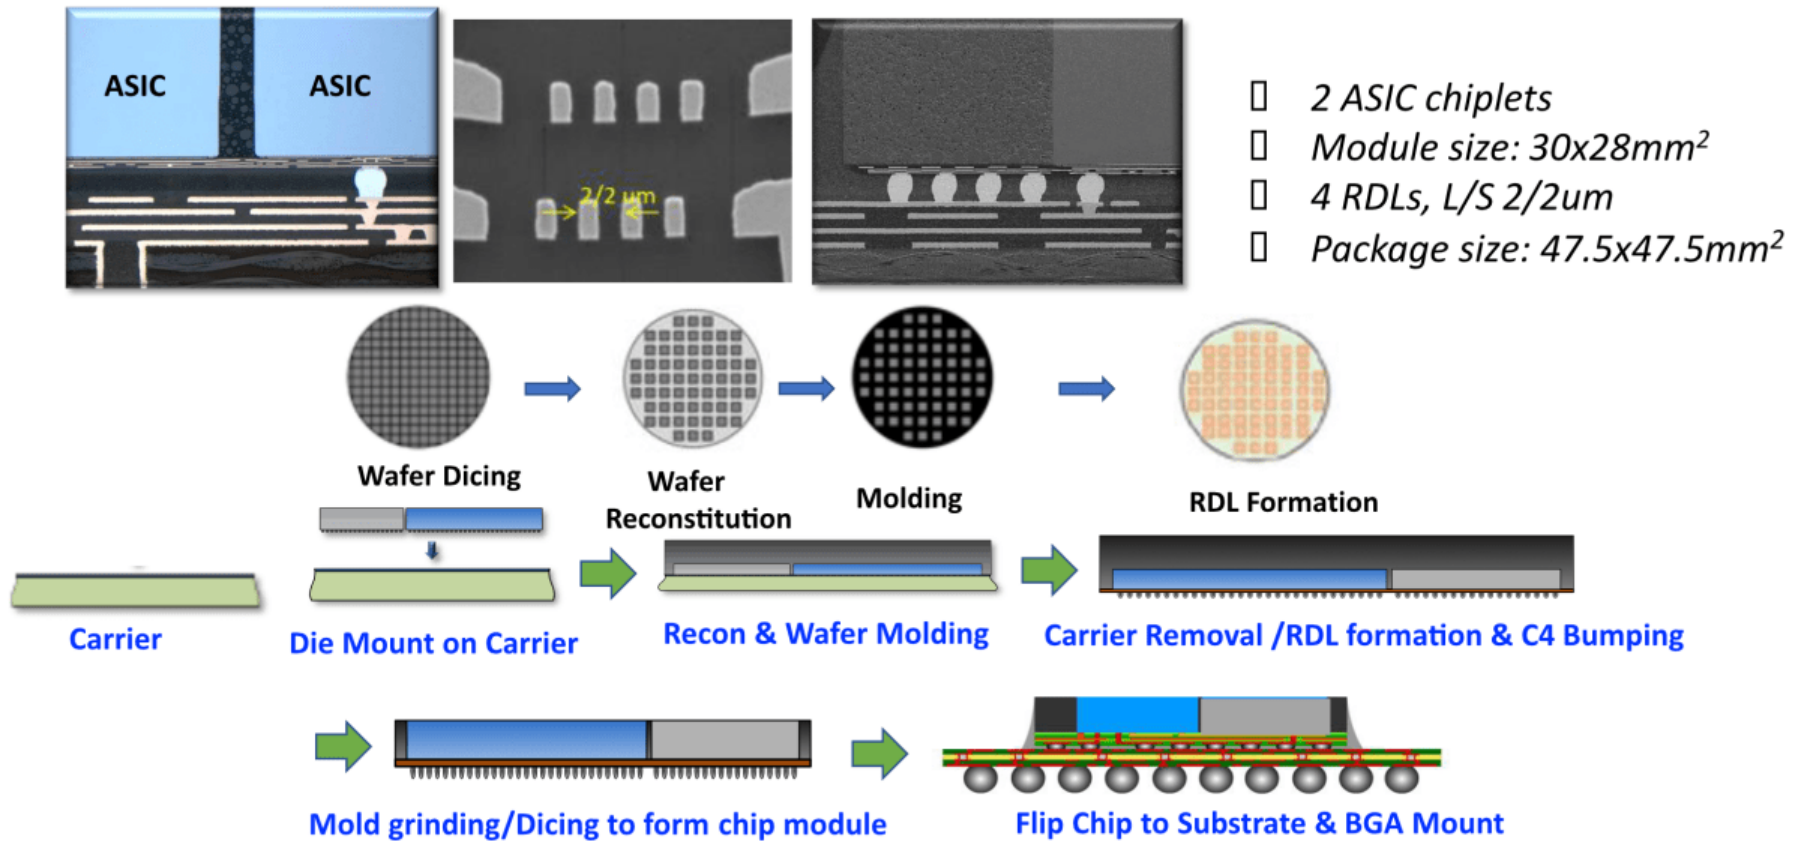 ASIC
ASIC
2/2 um
▯ 2 ASIC chiplets
▯ Module size: 30x28mm²
▯ 4 RDLs, L/S 2/2um
▯ Package size: 47.5x47.5mm²
Wafer Dicing
Wafer
Reconstitution
Molding
RDL Formation
Carrier
Die Mount on Carrier
Recon & Wafer Molding
Carrier Removal /RDL formation & C4 Bumping
Mold grinding/Dicing to form chip module
Flip Chip to Substrate & BGA Mount